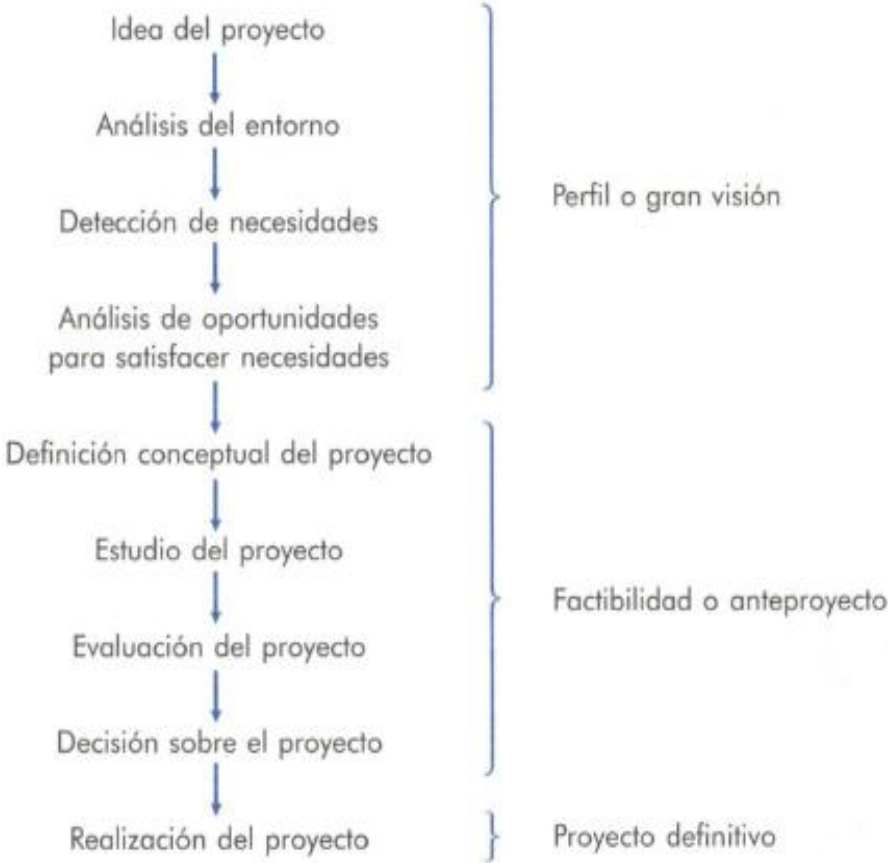 Idea del proyecto
Análisis del entorno
Detección de necesidades
Análisis de oportunidades
para satisfacer necesidades
Perfil o gran visión
Definición conceptual del proyecto
Estudio del proyecto
Evaluación del proyecto
Decisión sobre el proyecto
Factibilidad o anteproyecto
Realización del proyecto
Proyecto definitivo